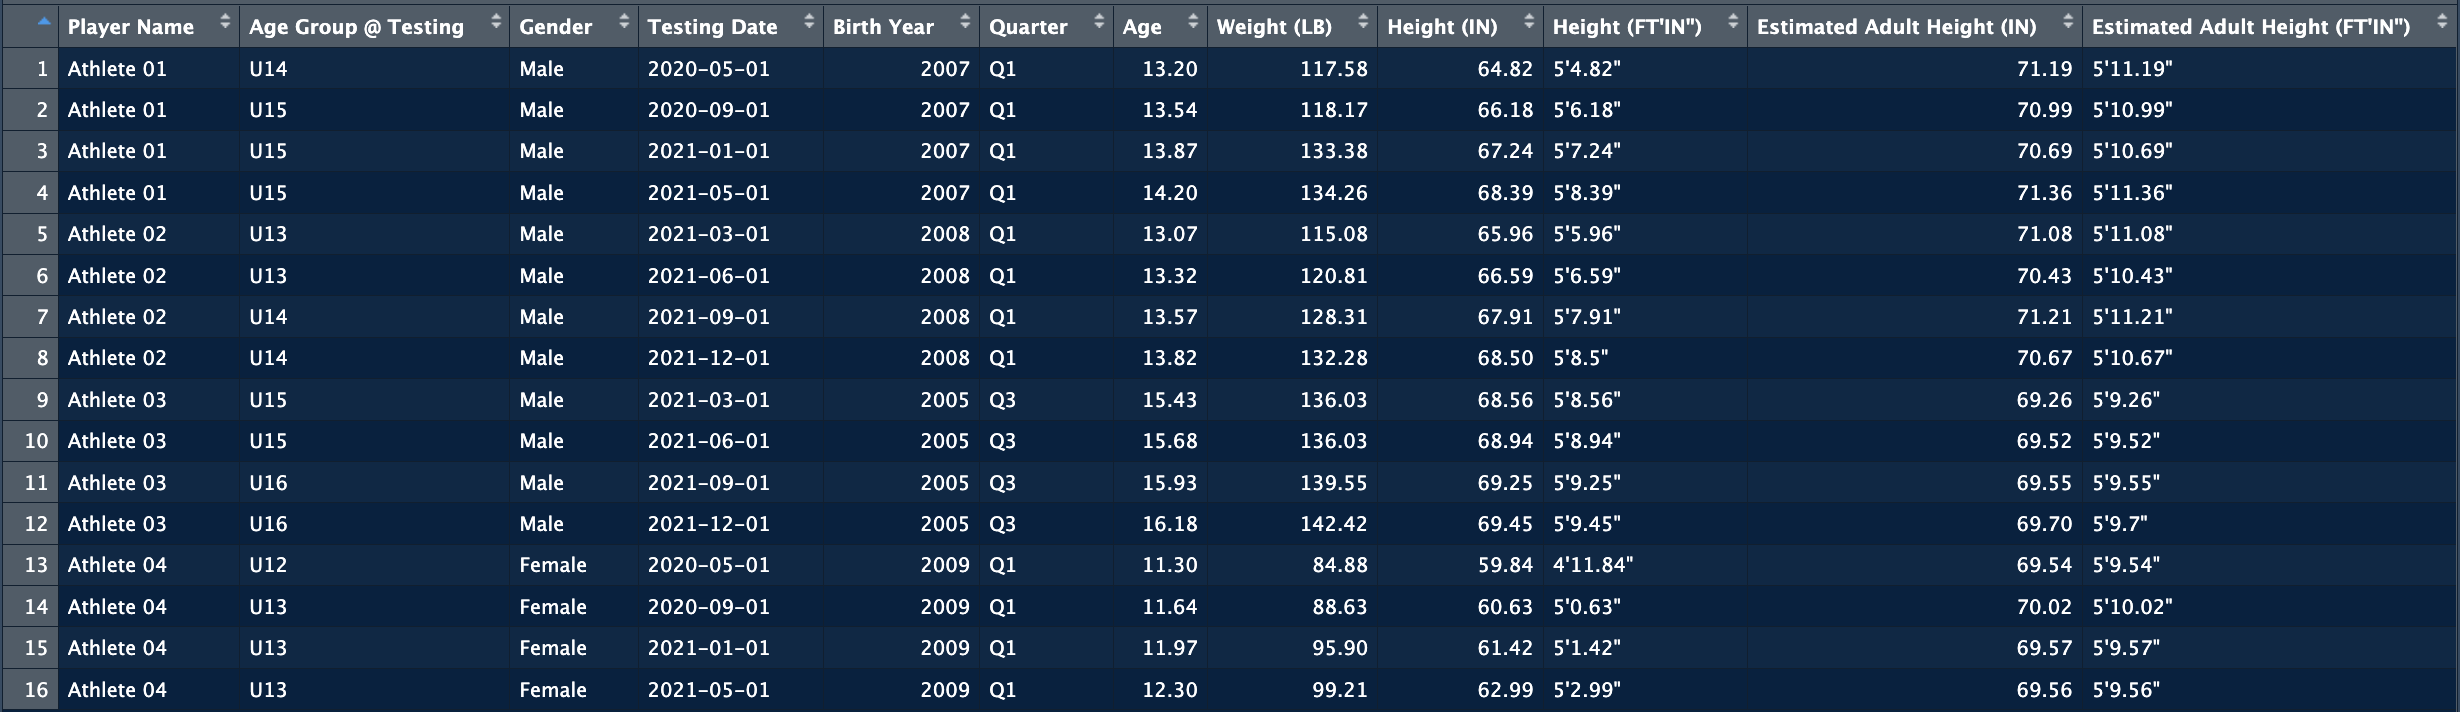 Player Name Age Group @ Testing Gender Testing Date Birth Year Quarter Age Weight (LB) Height (IN) Height (FT'IN") Estimated Adult Height (IN) Estimated Adult Height (FT'IN")
1 Athlete 01 U14 Male 2020-05-01 2007 Q1 13.20 117.58 64.82 5'4.82" 71.19 5'11.19"
2 Athlete 01 U15 Male 2020-09-01 2007 Q1 13.54 118.17 66.18 5'6.18" 70.99 5'10.99"
3 Athlete 01 U15 Male 2021-01-01 2007 Q1 13.87 133.38 67.24 5'7.24" 70.69 5'10.69"
4 Athlete 01 U15 Male 2021-05-01 2007 Q1 14.20 134.26 68.39 5'8.39" 71.36 5'11.36"
5 Athlete 02 U13 Male 2021-03-01 2008 Q1 13.07 115.08 65.96 5'5.96" 71.08 5'11.08"
6 Athlete 02 U13 Male 2021-06-01 2008 Q1 13.32 120.81 66.59 5'6.59" 70.43 5'10.43"
7 Athlete 02 U14 Male 2021-09-01 2008 Q1 13.57 128.31 67.91 5'7.91" 71.21 5'11.21"
8 Athlete 02 U14 Male 2021-12-01 2008 Q1 13.82 132.28 68.50 5'8.5" 70.67 5'10.67"
9 Athlete 03 U15 Male 2021-03-01 2005 Q3 15.43 136.03 68.56 5'8.56" 69.26 5'9.26"
10 Athlete 03 U15 Male 2021-06-01 2005 Q3 15.68 136.03 68.94 5'8.94" 69.52 5'9.52"
11 Athlete 03 U16 Male 2021-09-01 2005 Q3 15.93 139.55 69.25 5'9.25" 69.55 5'9.55"
12 Athlete 03 U16 Male 2021-12-01 2005 Q3 16.18 142.42 69.45 5'9.45" 69.70 5'9.7"
13 Athlete 04 U12 Female 2020-05-01 2009 Q1 11.30 84.88 59.84 4'11.84" 69.54 5'9.54"
14 Athlete 04 U13 Female 2020-09-01 2009 Q1 11.64 88.63 60.63 5'0.63" 70.02 5'10.02"
15 Athlete 04 U13 Female 2021-01-01 2009 Q1 11.97 95.90 61.42 5'1.42" 69.57 5'9.57"
16 Athlete 04 U13 Female 2021-05-01 2009 Q1 12.30 99.21 62.99 5'2.99" 69.56 5'9.56"